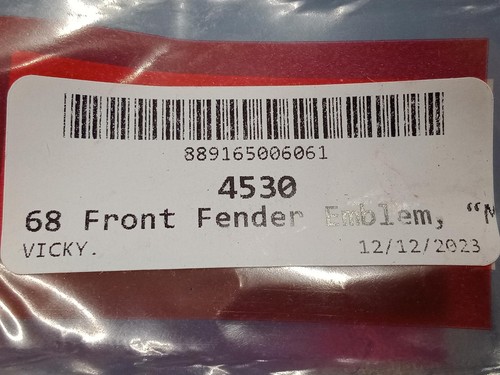 889165006061
4530
68 Front Fender Emblem, “M
VICKY.
12/12/2023